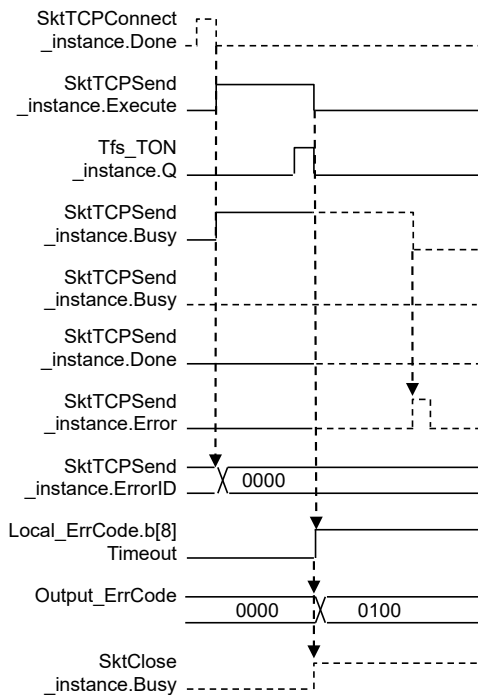 SktTCPConnect
_instance.Done
SktTCPSend
_instance.Execute
Tfs_TON
_instance.Q
SktTCPSend
_instance.Busy
SktTCPSend
_instance.Busy
SktTCPSend
_instance.Done
SktTCPSend
_instance.Error
SktTCPSend
_instance.ErrorID
0000
Local_ErrCode.b[8]
Timeout
Output_ErrCode
0000
0100
SktClose
_instance.Busy